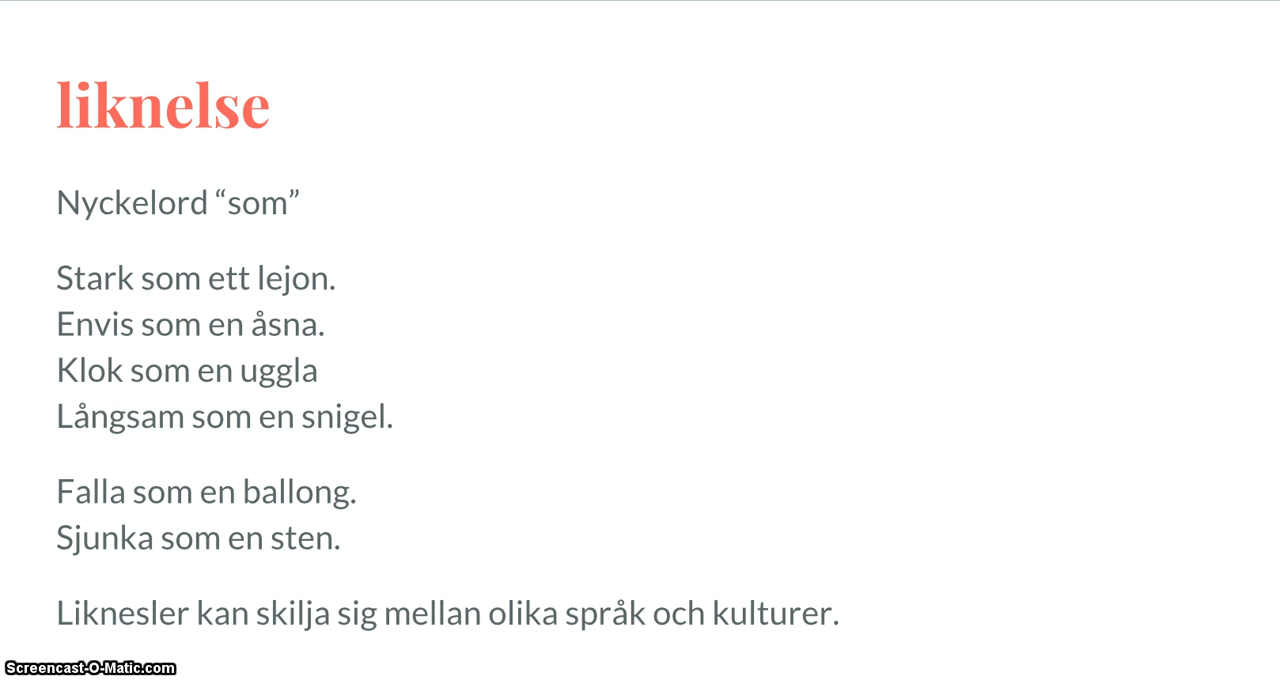 liknelse
Nyckelord “som”
Stark som ett lejon.
Envis som en åsna.
Klok som en uggla
Långsam som en snigel.
Falla som en ballong.
Sjunka som en sten.
Liknesler kan skilja sig mellan olika språk och kulturer.
Screencast-O-Matic.com